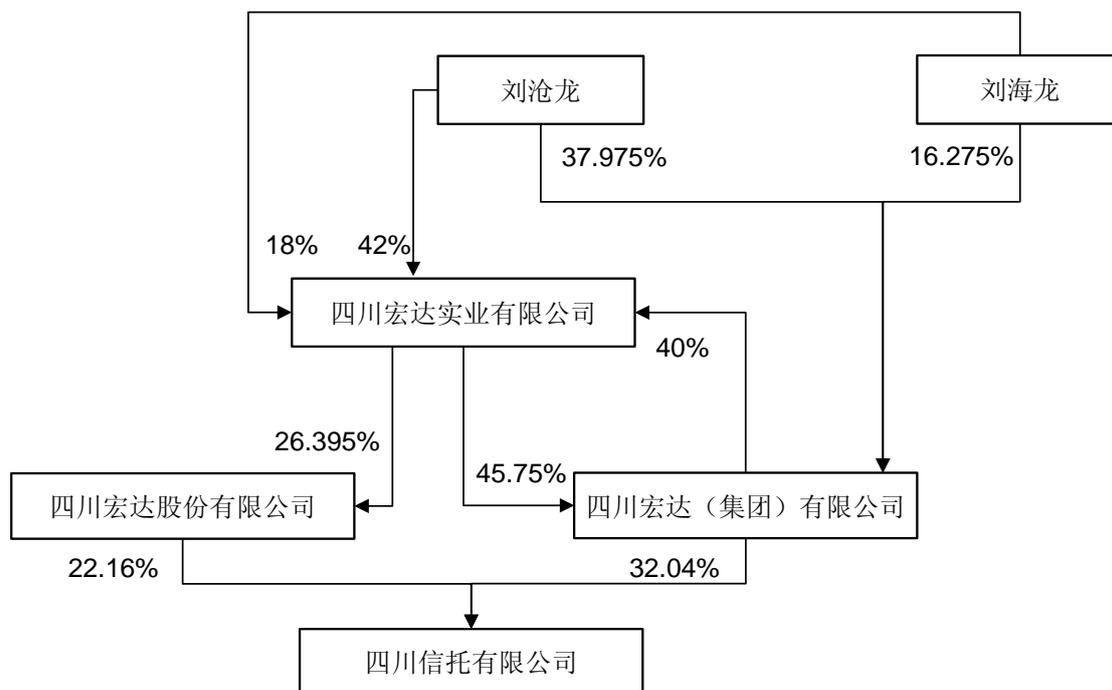 刘沧龙
刘海龙
37.975%
16.275%
18%
42%
四川宏达实业有限公司
40%
26.395%
45.75%
四川宏达股份有限公司
四川宏达（集团）有限公司
22.16%
32.04%
四川信托有限公司